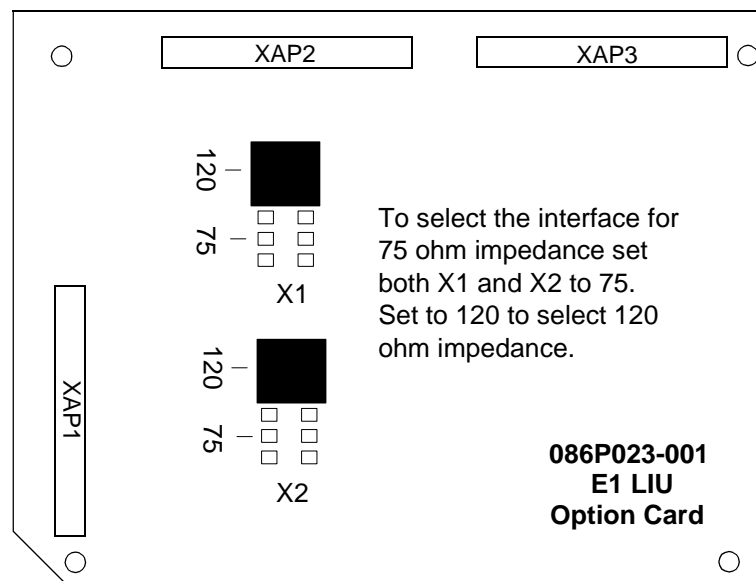 XAP2
XAP3
120
75
X1
To select the interface for
75 ohm impedance set
both X1 and X2 to 75.
Set to 120 to select 120
ohm impedance.
XAP1
120
75
X2
086P023-001
E1 LIU
Option Card